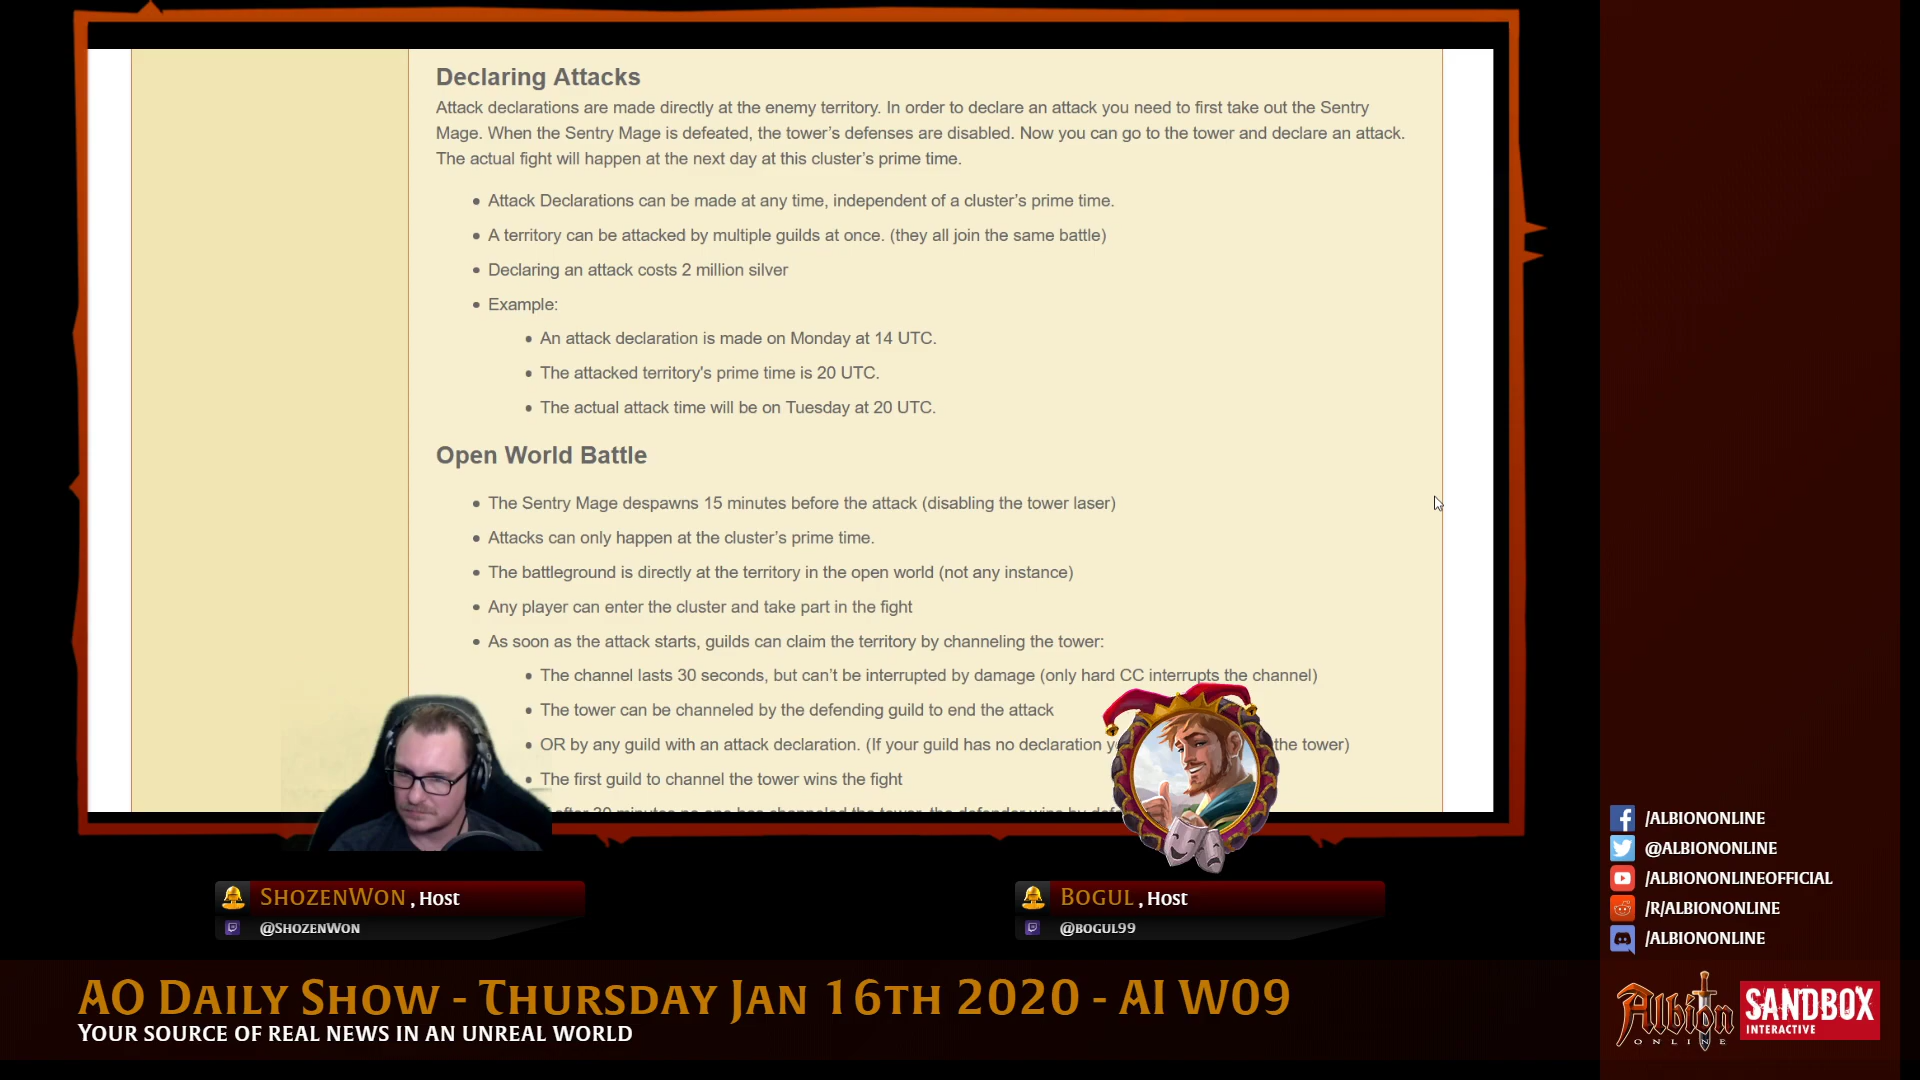 Declaring Attacks
Attack declarations are made directly at the enemy territory. In order to declare an attack you need to first take out the Sentry
Mage. When the Sentry Mage is defeated, the tower’s defenses are disabled. Now you can go to the tower and declare an attack.
The actual fight will happen at the next day at this cluster’s prime time.
• Attack Declarations can be made at any time, independent of a cluster’s prime time.
• A territory can be attacked by multiple guilds at once. (they all join the same battle)
• Declaring an attack costs 2 million silver
• Example:
• An attack declaration is made on Monday at 14 UTC.
• The attacked territory's prime time is 20 UTC.
• The actual attack time will be on Tuesday at 20 UTC.
Open World Battle
• The Sentry Mage despawns 15 minutes before the attack (disabling the tower laser)
• Attacks can only happen at the cluster’s prime time.
• The battleground is directly at the territory in the open world (not any instance)
• Any player can enter the cluster and take part in the fight
• As soon as the attack starts, guilds can claim the territory by channeling the tower:
• The channel lasts 30 seconds, but can’t be interrupted by damage (only hard CC interrupts the channel)
• The tower can be channeled by the defending guild to end the attack
• OR by any guild with an attack declaration. (If your guild has no declaration the tower)
• The first guild to channel the tower wins the fight
after 30 minutes no one has channeled the tower, the defender wins by
ShozenWon, Host
@ShozenWon
Bogul, Host
@bogul99
/ALBIONONLINE
@ALBIONONLINE
/ALBIONONLINEOFFICIAL
/R/ALBIONONLINE
/ALBIONONLINE
AO Daily Show - Thursday Jan 16th 2020 - AI W09
Your source of real news in an unreal world
Albion
ONLINE
SANDBOX
INTERACTIVE